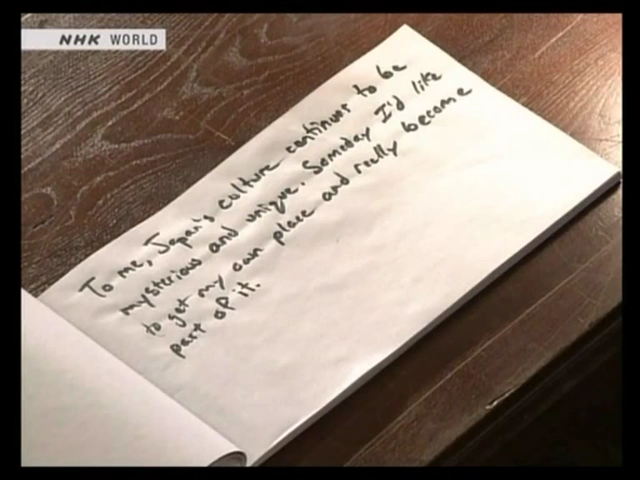 NHK WORLD
To me, Japan's culture continues to be
mysterious and unique. Someday I'd like
to get my own place and really become
part of it.